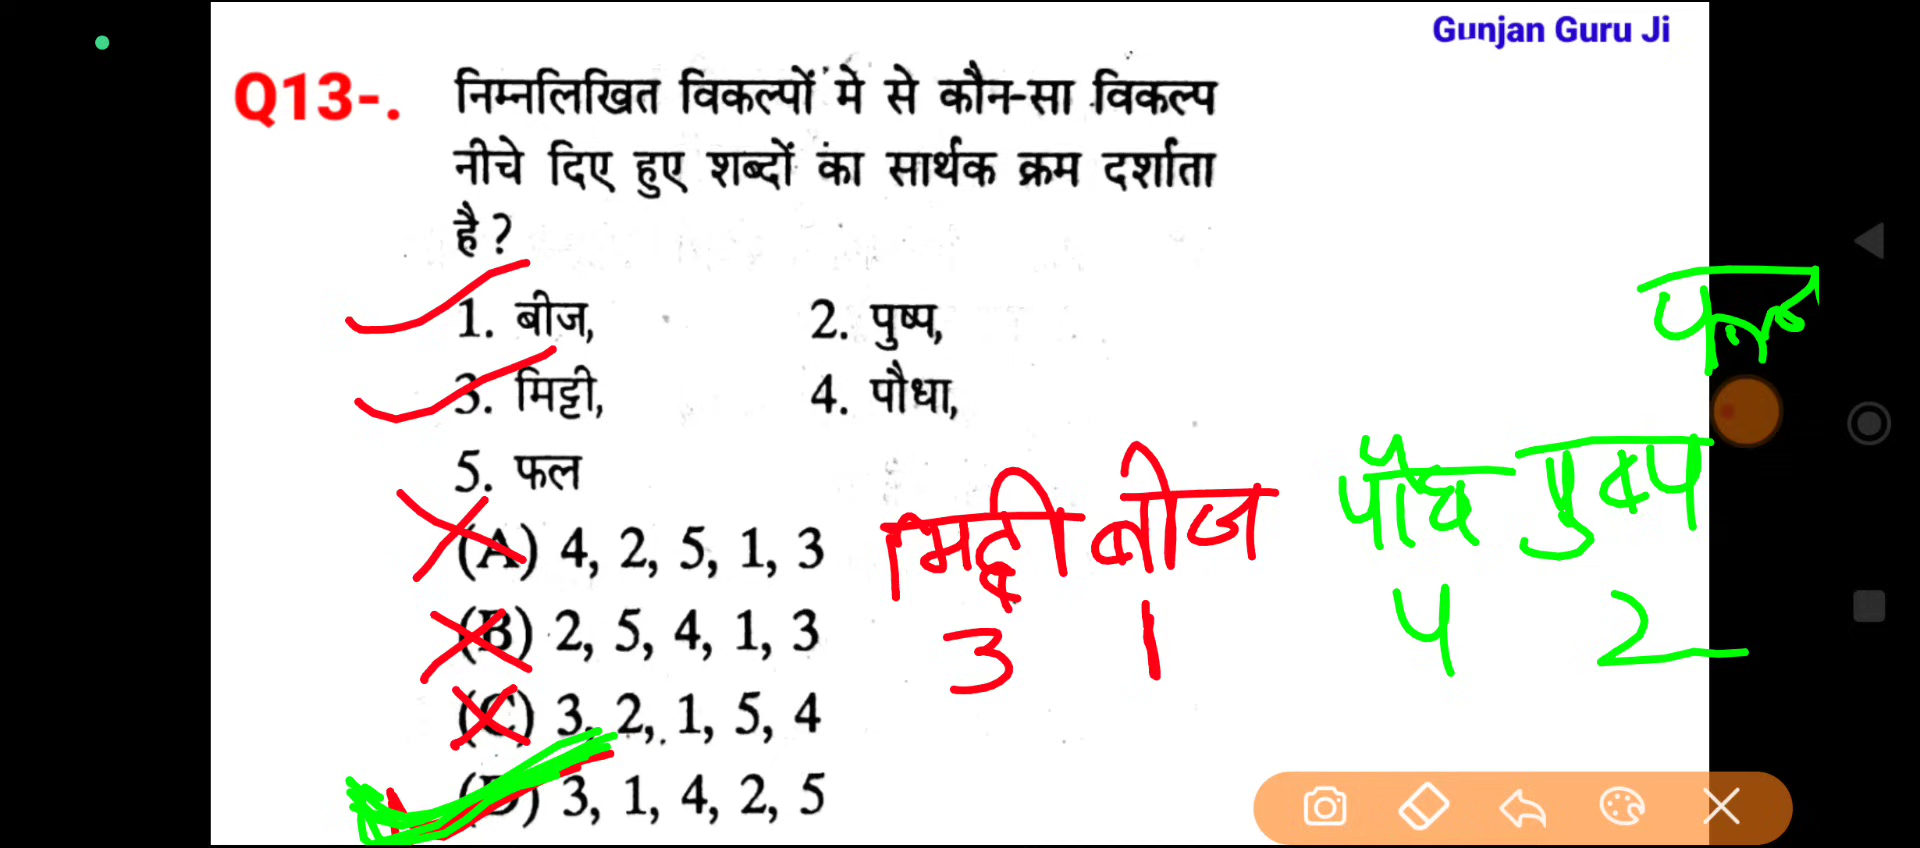 Gunjan Guru Ji
Q13-. निम्नलिखित विकल्पों मे से कौन-सा विकल्प
नीचे दिए हुए शब्दों का सार्थक क्रम दर्शाता
है ?
1. बीज, 2. पुष्प,
3. मिट्टी, 4. पौधा,
5. फल
(A) 4, 2, 5, 1, 3
(B) 2, 5, 4, 1, 3
(C) 3, 2, 1, 5, 4
(D) 3, 1, 4, 2, 5
फल
मिट्टी बीज पौध पुष्प
3 1 4 2